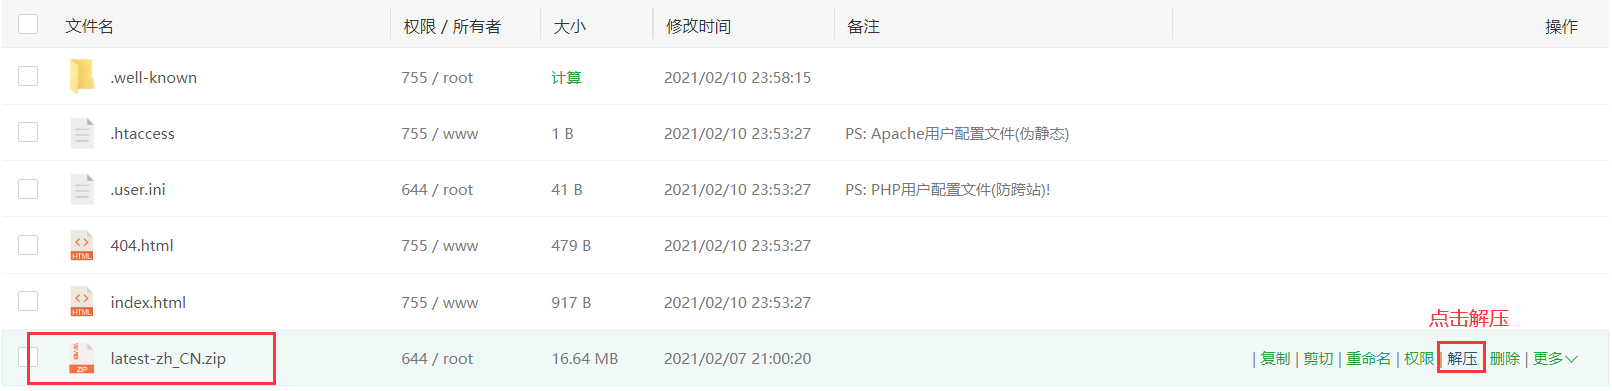 文件名 权限 / 所有者 大小 修改时间 备注 操作
.well-known 755 / root 计算 2021/02/10 23:58:15
.htaccess 755 / www 1 B 2021/02/10 23:53:27 PS: Apache用户配置文件(伪静态)
.user.ini 644 / root 41 B 2021/02/10 23:53:27 PS: PHP用户配置文件(防跨站)!
HTML 404.html 755 / www 479 B 2021/02/10 23:53:27
HTML index.html 755 / www 917 B 2021/02/10 23:53:27
点击解压
ZIP latest-zh_CN.zip 644 / root 16.64 MB 2021/02/07 21:00:20 | 复制 | 剪切 | 重命名 | 权限 | 解压 | 删除 | 更多